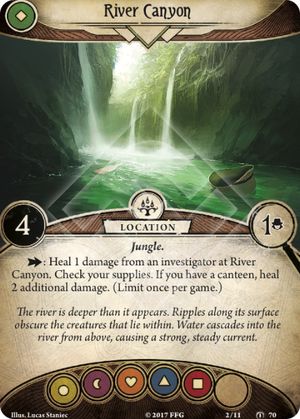 River Canyon
4
LOCATION
1
Jungle.
: Heal 1 damage from an investigator at River
Canyon. Check your supplies. If you have a canteen, heal
2 additional damage. (Limit once per game.)
The river is deeper than it appears. Ripples along its surface
obscure the creatures that lie within. Water cascades into the
river from above, causing a strong, steady current.
Illus. Lucas Staniec
© 2017 FFG
2/11
70